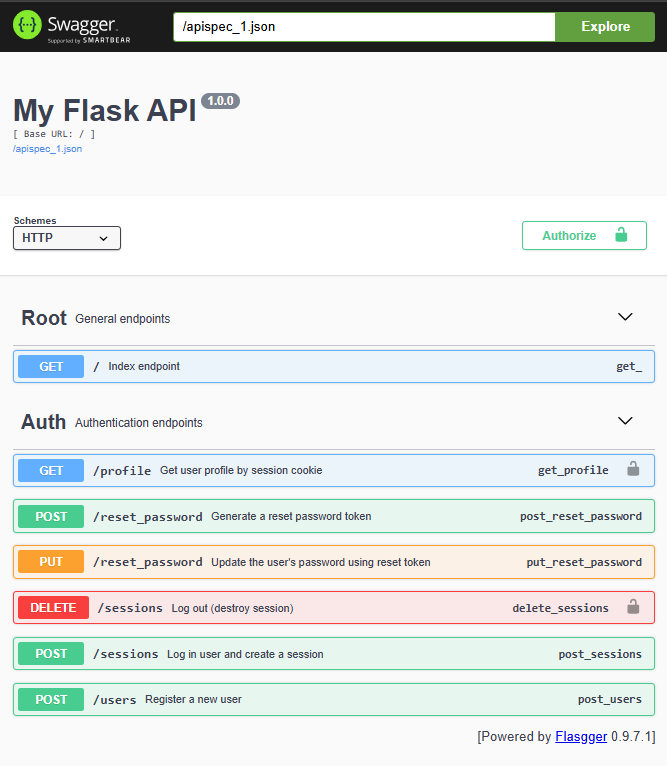 Swagger
Supported by SMARTBEAR
/apispec_1.json
Explore
My Flask API 1.0.0
[ Base URL: / ]
/apispec_1.json
Schemes
HTTP
Authorize
Root General endpoints
GET / Index endpoint get_
Auth Authentication endpoints
GET /profile Get user profile by session cookie get_profile
POST /reset_password Generate a reset password token post_reset_password
PUT /reset_password Update the user's password using reset token put_reset_password
DELETE /sessions Log out (destroy session) delete_sessions
POST /sessions Log in user and create a session post_sessions
POST /users Register a new user post_users
[Powered by Flasgger 0.9.7.1]